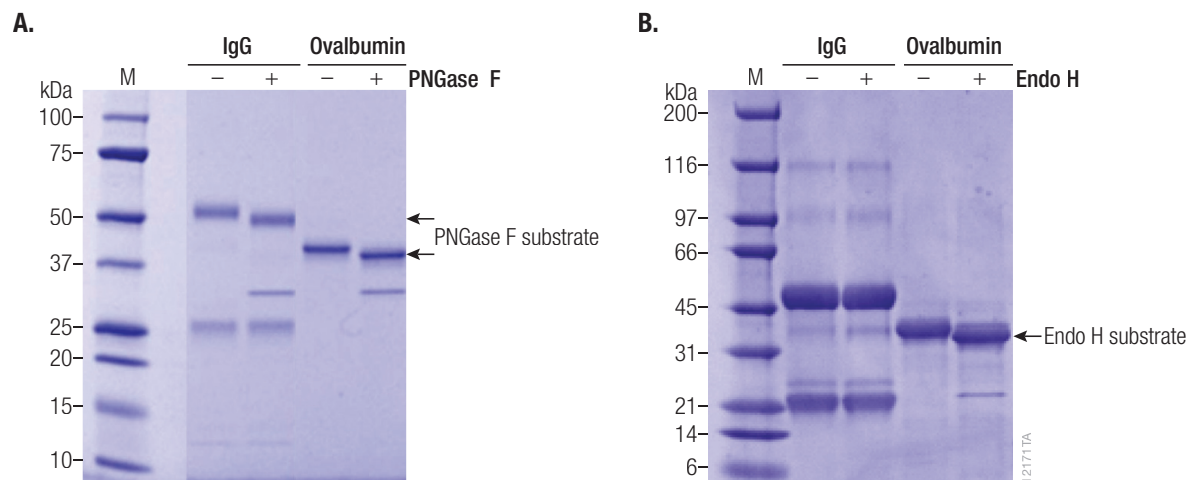 A.
IgG Ovalbumin
kDa M – + – + PNGase F
100
75
50
37
25
20
15
10
PNGase F substrate
B.
IgG Ovalbumin
kDa M – + – + Endo H
200
116
97
66
45
31
21
14
6
Endo H substrate
12171TA